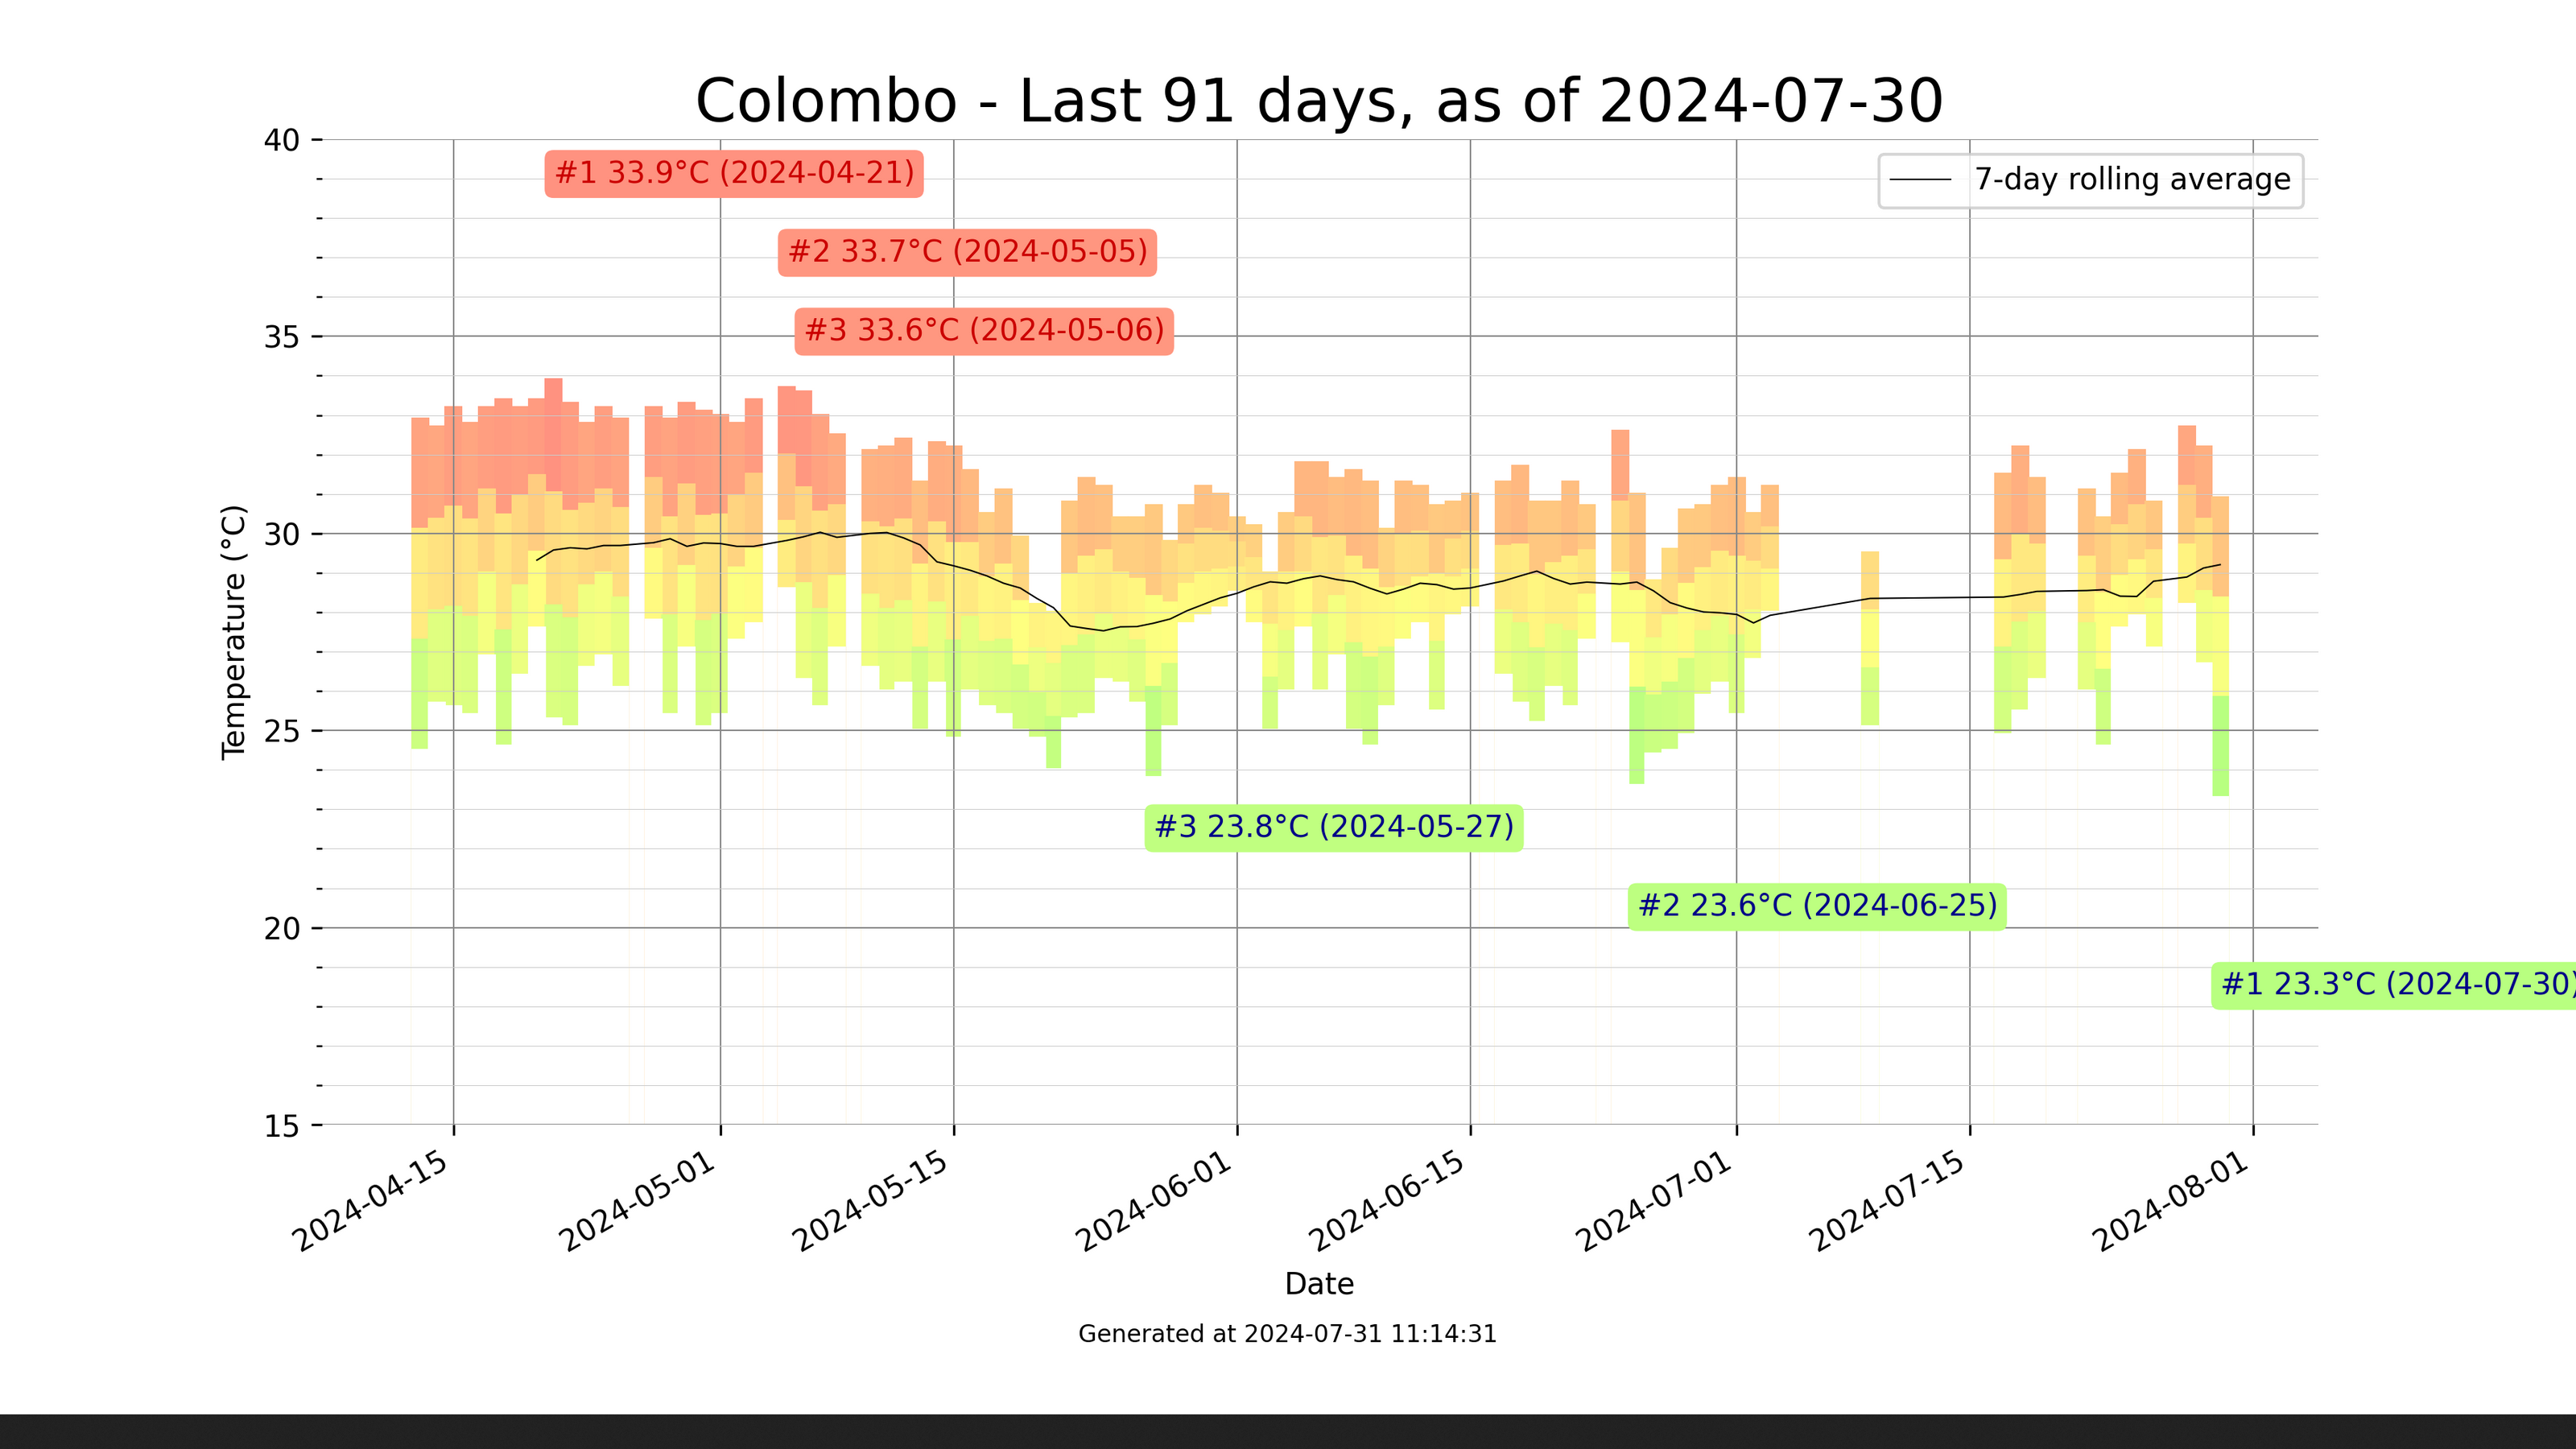 Colombo - Last 91 days, as of 2024-07-30
40
#1 33.9°C (2024-04-21)
7-day rolling average
#2 33.7°C (2024-05-05)
#3 33.6°C (2024-05-06)
35
30
Temperature (°C)
25
#3 23.8°C (2024-05-27)
#2 23.6°C (2024-06-25)
20
#1 23.3°C (2024-07-30)
15
2024-04-15
2024-05-01
2024-05-15
2024-06-01
2024-06-15
2024-07-01
2024-07-15
2024-08-01
Date
Generated at 2024-07-31 11:14:31